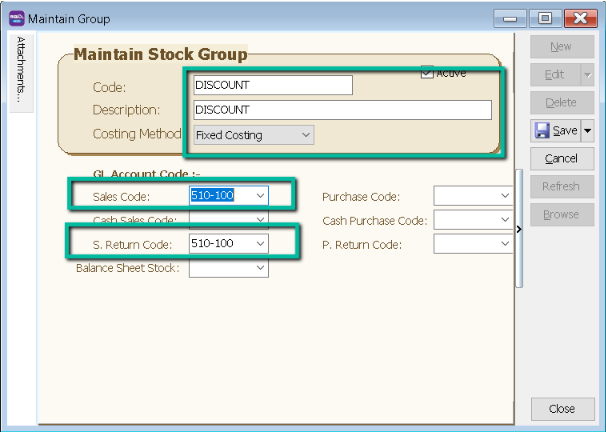 Maintain Group
Attachments...
Maintain Stock Group
Active
Code: DISCOUNT
Description: DISCOUNT
Costing Method Fixed Costing
GL Account Code :-
Sales Code: 510-100 Purchase Code:
Cash Sales Code: Cash Purchase Code:
S. Return Code: 510-100 P. Return Code:
Balance Sheet Stock:
New
Edit
Delete
Save
Cancel
Refresh
Browse
Close